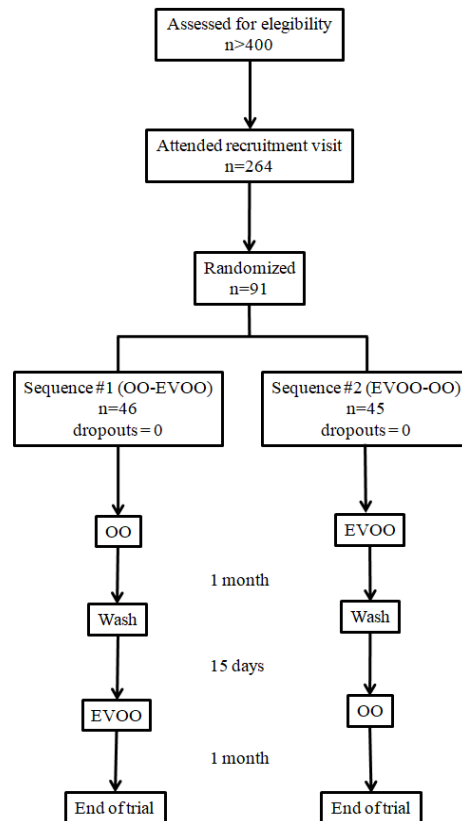 Assessed for elegibility
n>400
Attended recruitment visit
n=264
Randomized
n=91
Sequence #1 (OO-EVOO)
n=46
dropouts = 0
Sequence #2 (EVOO-OO)
n=45
dropouts = 0
OO
EVOO
1 month
Wash
Wash
15 days
EVOO
OO
1 month
End of trial
End of trial